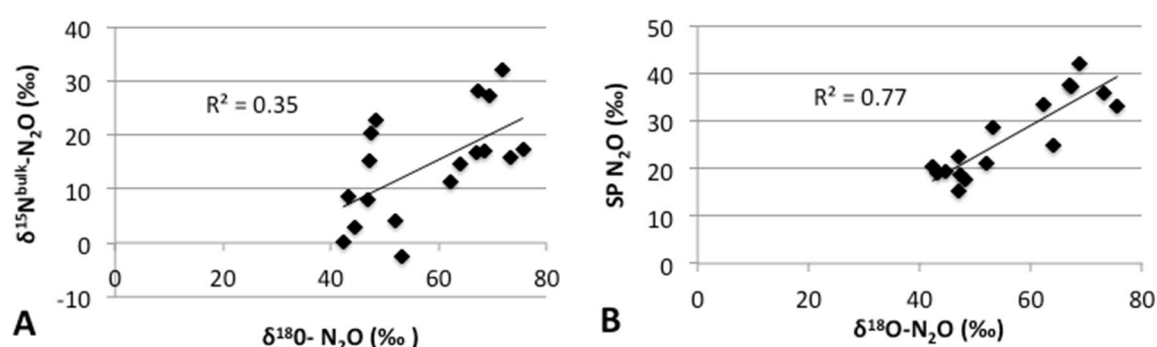 40
30
20
10
0
-10
0 20 40 60 80
δ¹⁵Nᵇᵘˡᵏ-N₂O (‰)
R² = 0.35
δ¹⁸0- N₂O (‰ )
A
50
40
30
20
10
0
0 20 40 60 80
SP N₂O (‰)
R² = 0.77
δ¹⁸O-N₂O (‰)
B